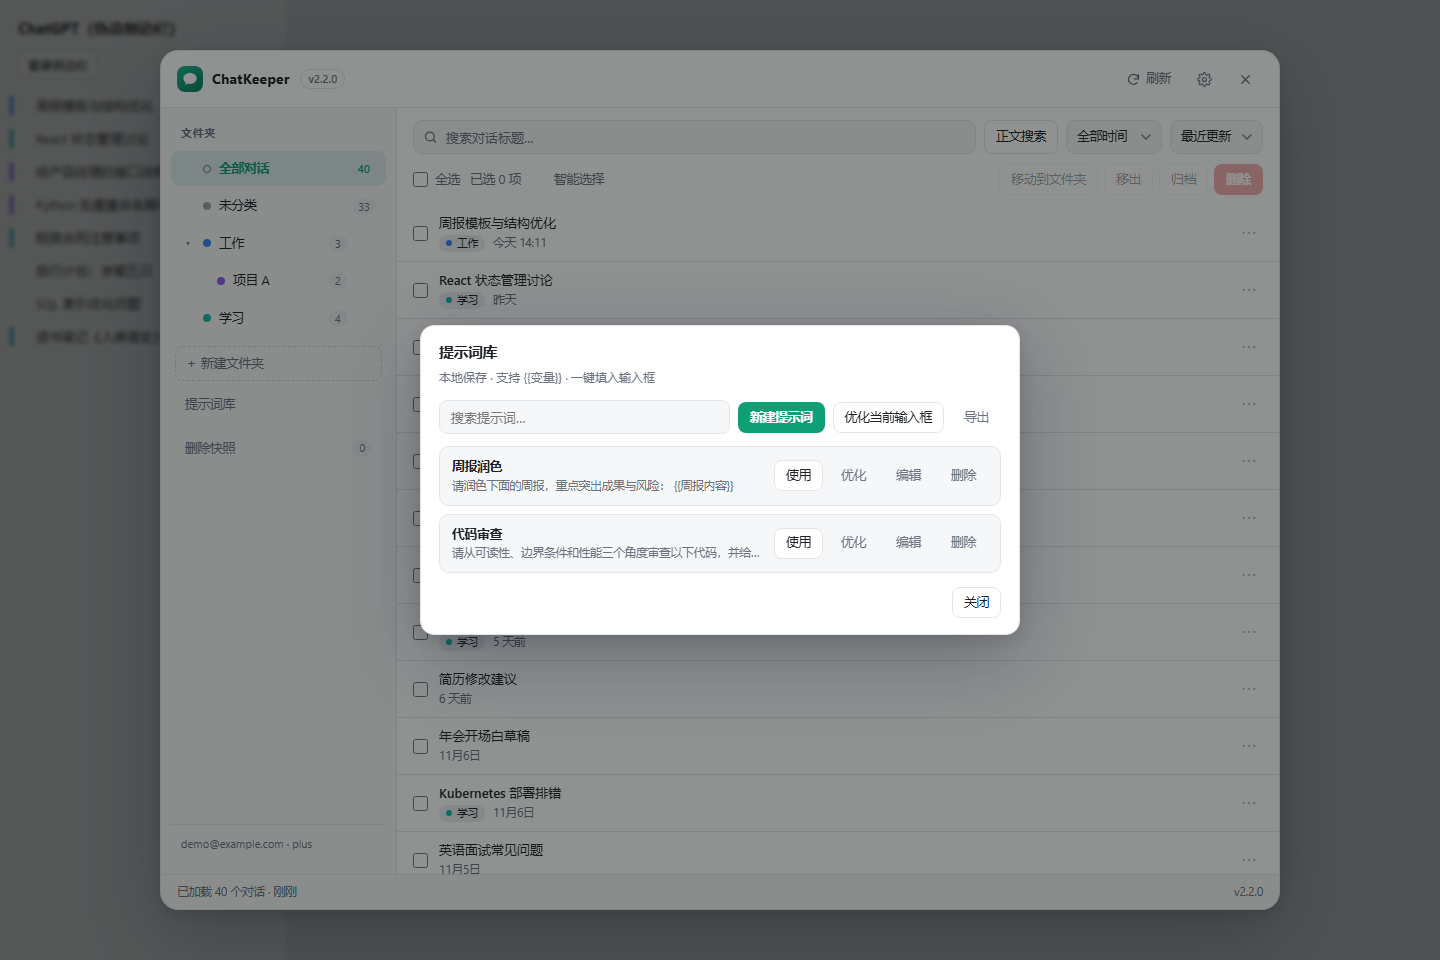 ChatKeeper v2.2.0 刷新
文件夹
全部对话 40
未分类 33
工作 3
项目 A 2
学习 4
+ 新建文件夹
提示词库
删除快照 0
demo@example.com · plus
搜索对话标题... 正文搜索 全部时间 最近更新
全选 已选 0 项 智能选择 移动到文件夹 移出 归档 删除
周报模板与结构优化
工作 今天 14:11
React 状态管理讨论
学习 昨天
提示词库
本地保存 · 支持 {{变量}} · 一键填入输入框
搜索提示词... 新建提示词 优化当前输入框 导出
周报润色
请润色下面的周报，重点突出成果与风险： {{周报内容}}
使用 优化 编辑 删除
代码审查
请从可读性、边界条件和性能三个角度审查以下代码，并给...
使用 优化 编辑 删除
关闭
学习 5 天前
简历修改建议
6 天前
年会开场白草稿
11月6日
Kubernetes 部署排错
学习 11月6日
英语面试常见问题
11月5日
已加载 40 个对话 · 刚刚 v2.2.0